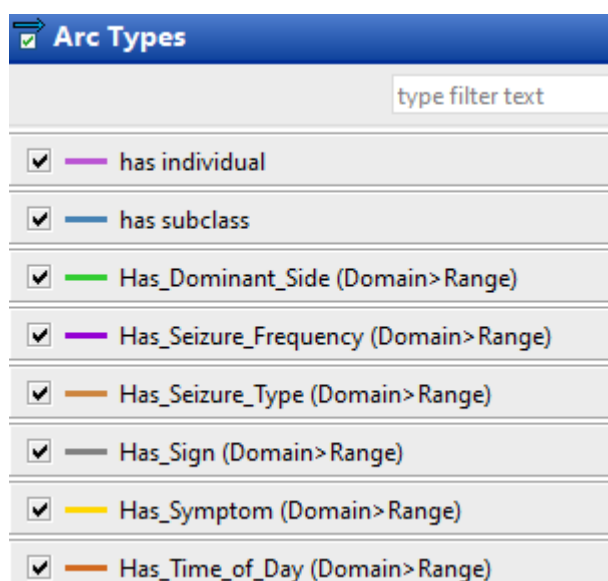 Arc Types
type filter text
has individual
has subclass
Has_Dominant_Side (Domain>Range)
Has_Seizure_Frequency (Domain>Range)
Has_Seizure_Type (Domain>Range)
Has_Sign (Domain>Range)
Has_Symptom (Domain>Range)
Has_Time_of_Day (Domain>Range)